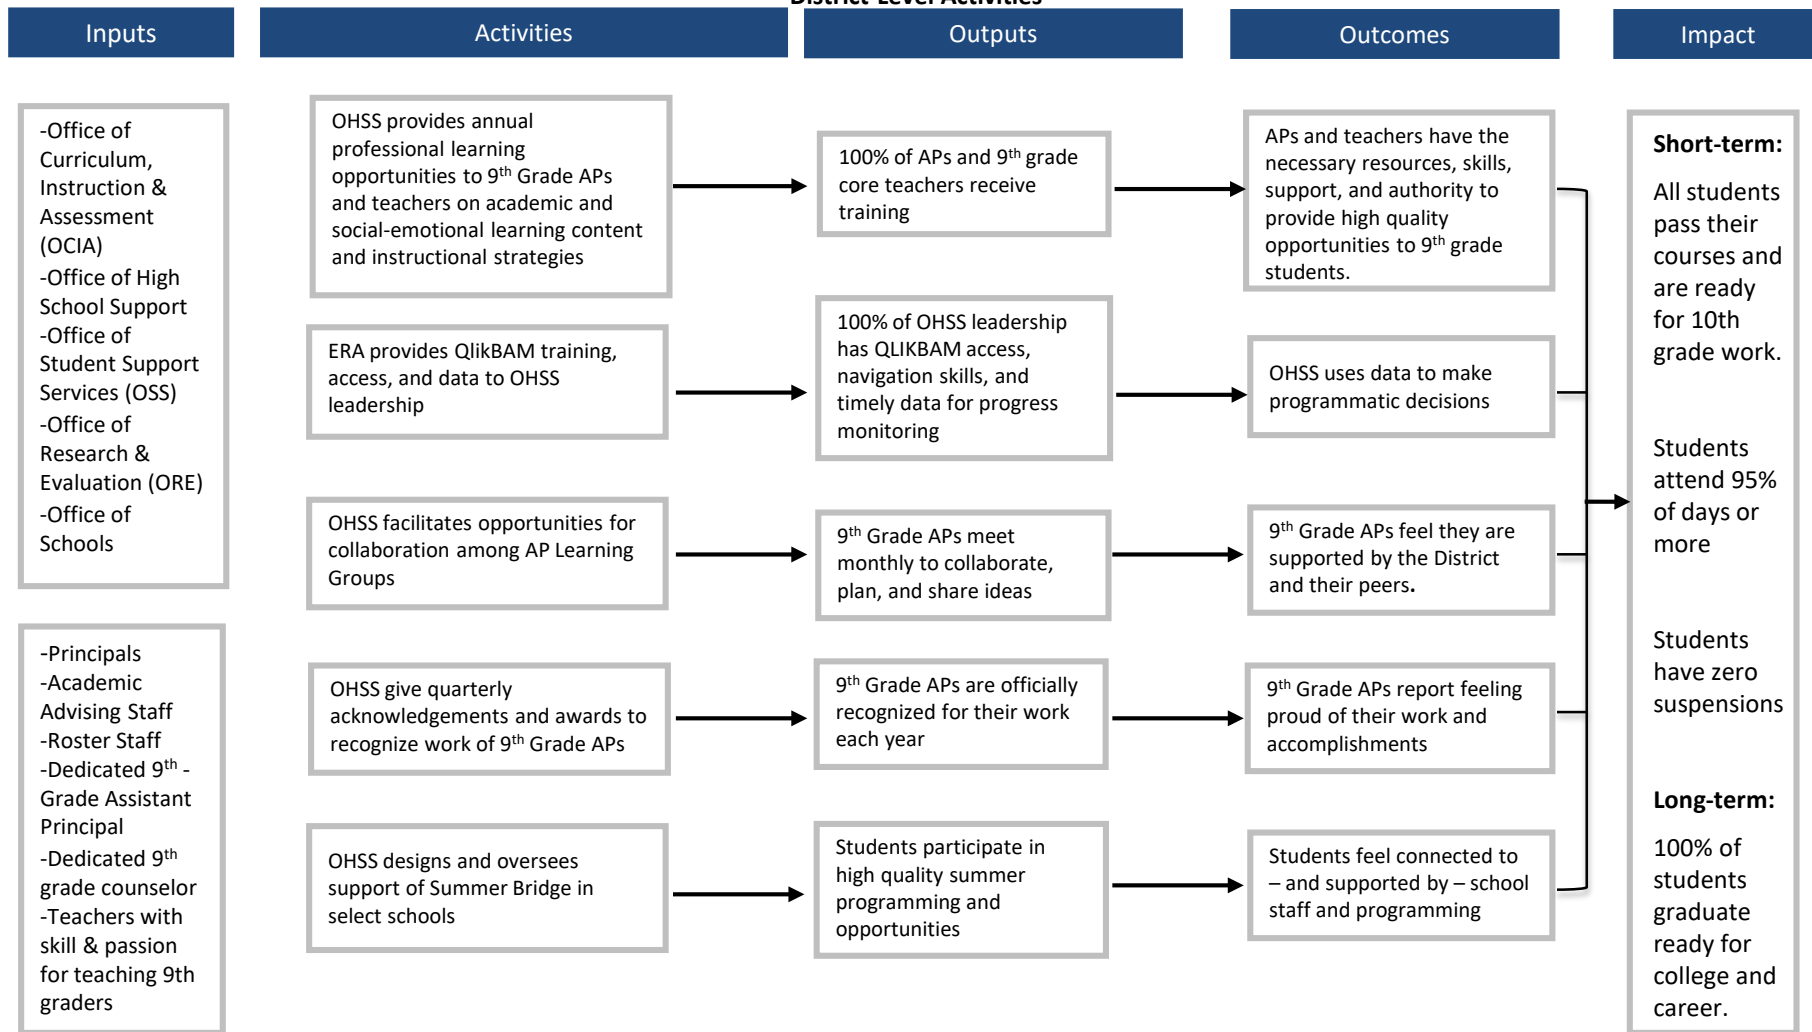 District-Level Activities
Inputs
Activities
Outputs
Outcomes
Impact
-Office of
Curriculum,
Instruction &
Assessment
(OCIA)
-Office of High
School Support
-Office of
Student Support
Services (OSS)
-Office of
Research &
Evaluation (ORE)
-Office of
Schools
-Principals
-Academic
Advising Staff
-Roster Staff
-Dedicated 9th -
Grade Assistant
Principal
-Dedicated 9th
grade counselor
-Teachers with
skill & passion
for teaching 9th
graders
OHSS provides annual
professional learning
opportunities to 9th Grade APs
and teachers on academic and
social-emotional learning content
and instructional strategies
100% of APs and 9th grade
core teachers receive
training
APs and teachers have the
necessary resources, skills,
support, and authority to
provide high quality
opportunities to 9th grade
students.
ERA provides QlikBAM training,
access, and data to OHSS
leadership
100% of OHSS leadership
has QLIKBAM access,
navigation skills, and
timely data for progress
monitoring
OHSS uses data to make
programmatic decisions
OHSS facilitates opportunities for
collaboration among AP Learning
Groups
9th Grade APs meet
monthly to collaborate,
plan, and share ideas
9th Grade APs feel they are
supported by the District
and their peers.
OHSS give quarterly
acknowledgements and awards to
recognize work of 9th Grade APs
9th Grade APs are officially
recognized for their work
each year
9th Grade APs report feeling
proud of their work and
accomplishments
OHSS designs and oversees
support of Summer Bridge in
select schools
Students participate in
high quality summer
programming and
opportunities
Students feel connected to
– and supported by – school
staff and programming
Short-term:
All students
pass their
courses and
are ready
for 10th
grade work.
Students
attend 95%
of days or
more
Students
have zero
suspensions
Long-term:
100% of
students
graduate
ready for
college and
career.